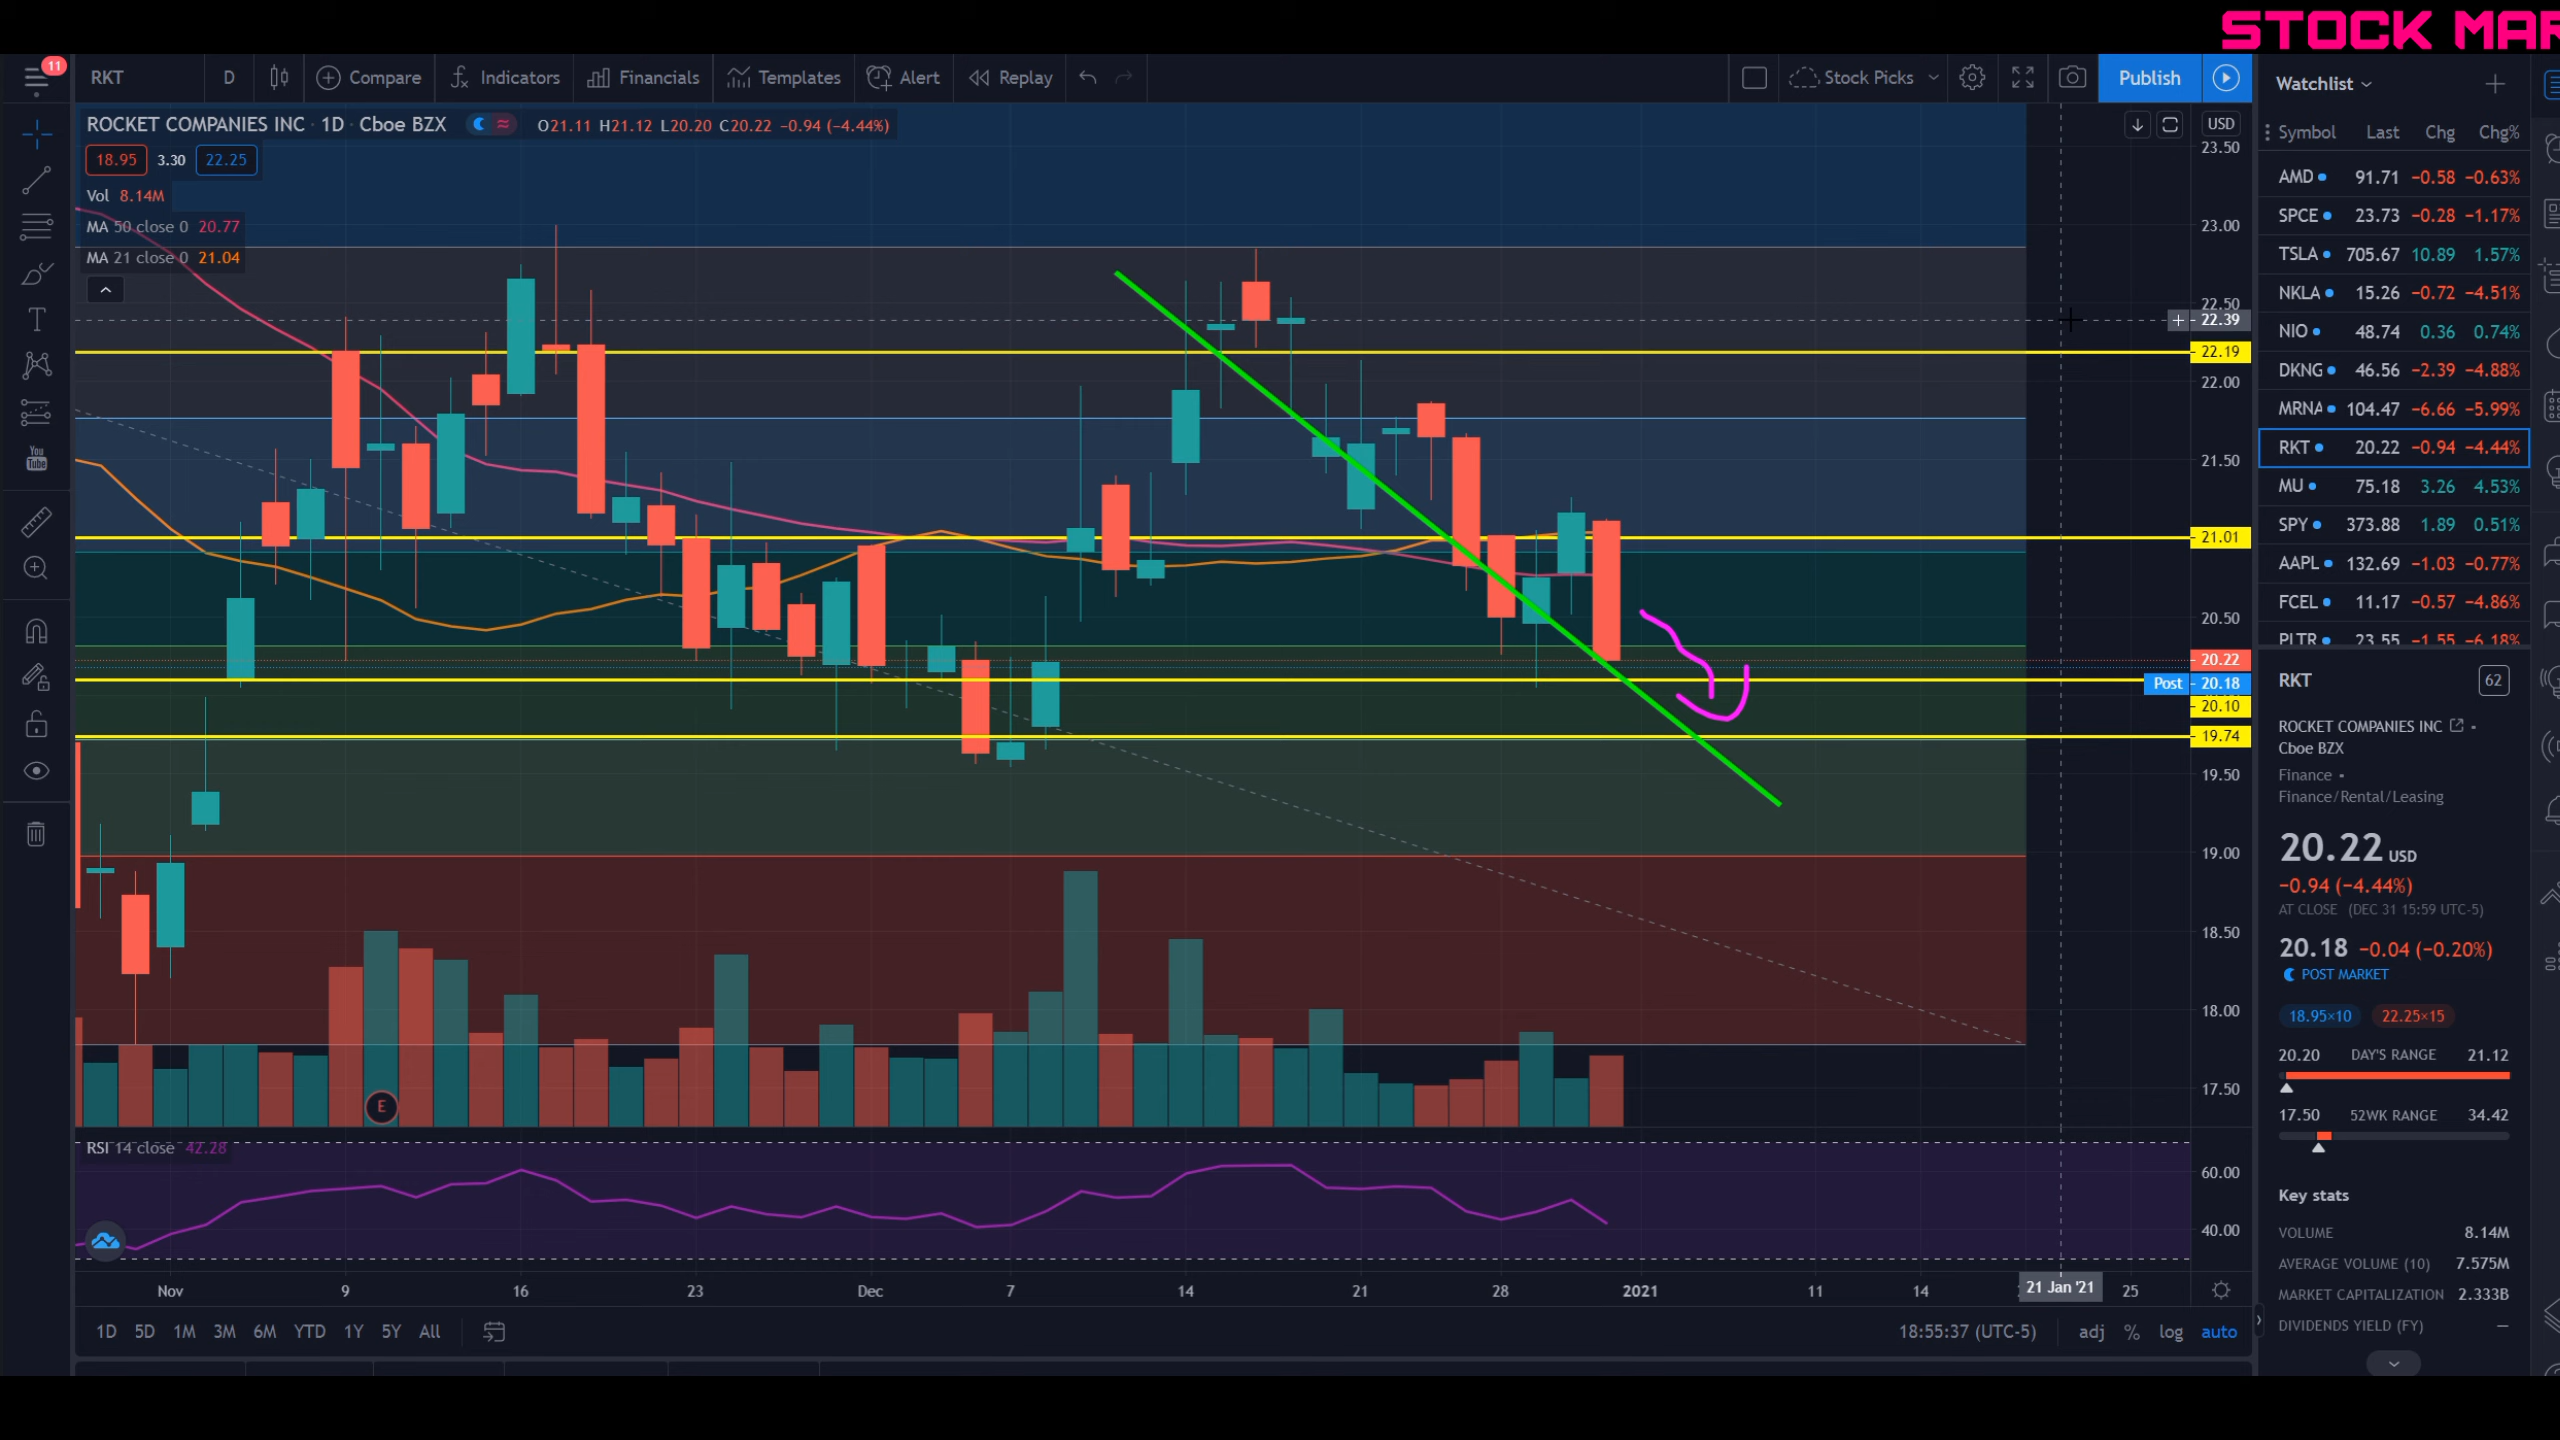 STOCK MAR
11
RKT D Compare Indicators Financials Templates Alert Replay Stock Picks Publish
ROCKET COMPANIES INC · 1D · Cboe BZX O21.11 H21.12 L20.20 C20.22 −0.94 (−4.44%)
18.95 3.30 22.25
Vol 8.14M
MA 50 close 0 20.77
MA 21 close 0 21.04
You Tube
USD
23.50
23.00
22.50
22.39
22.19
22.00
21.50
21.01
20.50
20.22
Post 20.18
20.10
19.74
19.50
19.00
18.50
18.00
17.50
E
RSI 14 close 42.28
60.00
40.00
Nov 9 16 23 Dec 7 14 21 28 2021 11 14 21 Jan '21 25
1D 5D 1M 3M 6M YTD 1Y 5Y All 18:55:37 (UTC-5) adj % log auto
Watchlist
Symbol Last Chg Chg%
AMD 91.71 −0.58 −0.63%
SPCE 23.73 −0.28 −1.17%
TSLA 705.67 10.89 1.57%
NKLA 15.26 −0.72 −4.51%
NIO 48.74 0.36 0.74%
DKNG 46.56 −2.39 −4.88%
MRNA 104.47 −6.66 −5.99%
RKT 20.22 −0.94 −4.44%
MU 75.18 3.26 4.53%
SPY 373.88 1.89 0.51%
AAPL 132.69 −1.03 −0.77%
FCEL 11.17 −0.57 −4.86%
PLTR 23.55 −1.55 −6.18%
RKT 62
ROCKET COMPANIES INC
Cboe BZX
Finance
Finance/Rental/Leasing
20.22 USD
−0.94 (−4.44%)
AT CLOSE (DEC 31 15:59 UTC-5)
20.18 −0.04 (−0.20%)
POST MARKET
18.95×10 22.25×15
20.20 DAY'S RANGE 21.12
17.50 52WK RANGE 34.42
Key stats
VOLUME 8.14M
AVERAGE VOLUME (10) 7.575M
MARKET CAPITALIZATION 2.333B
DIVIDENDS YIELD (FY) —